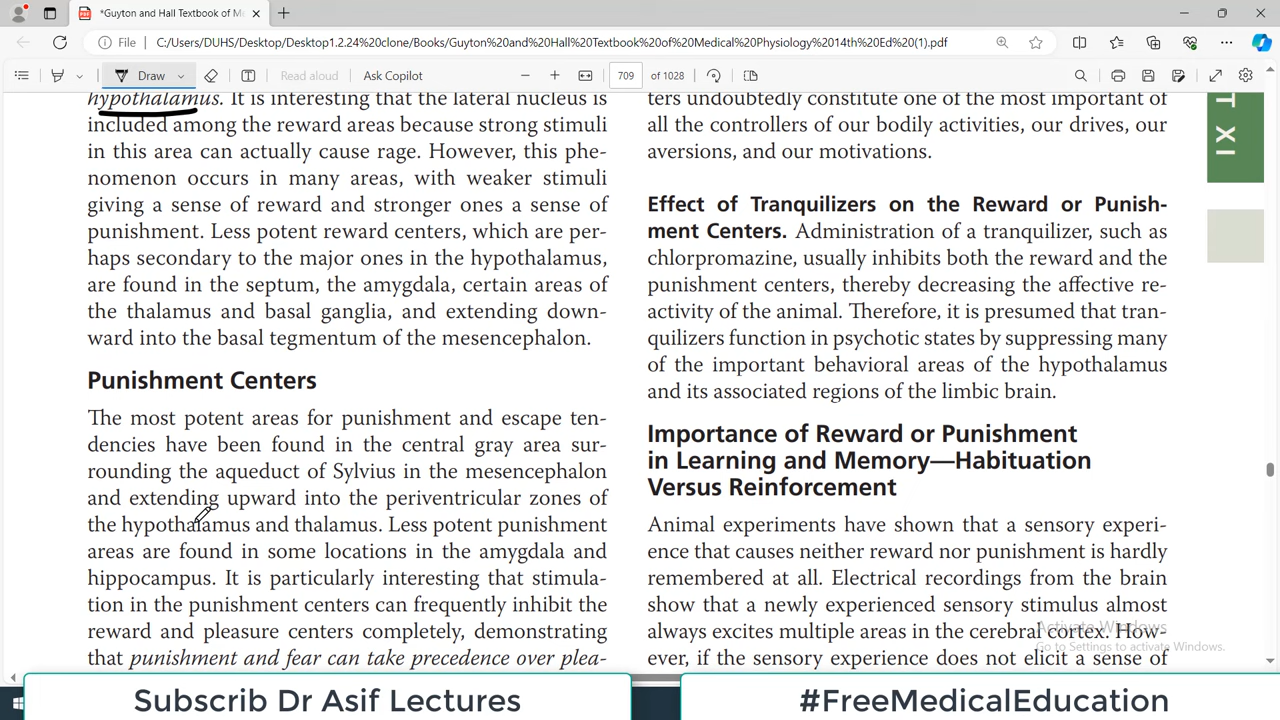 *Guyton and Hall Textbook of Me
File
C:/Users/DUHS/Desktop/Desktop1.2.24%20clone/Books/Guyton%20and%20Hall%20Textbook%20of%20Medical%20Physiology%2014th%20Ed%20(1).pdf
Draw
Read aloud
Ask Copilot
709 of 1028
hypothalamus. It is interesting that the lateral nucleus is
included among the reward areas because strong stimuli
in this area can actually cause rage. However, this phe-
nomenon occurs in many areas, with weaker stimuli
giving a sense of reward and stronger ones a sense of
punishment. Less potent reward centers, which are per-
haps secondary to the major ones in the hypothalamus,
are found in the septum, the amygdala, certain areas of
the thalamus and basal ganglia, and extending down-
ward into the basal tegmentum of the mesencephalon.
Punishment Centers
The most potent areas for punishment and escape ten-
dencies have been found in the central gray area sur-
rounding the aqueduct of Sylvius in the mesencephalon
and extending upward into the periventricular zones of
the hypothalamus and thalamus. Less potent punishment
areas are found in some locations in the amygdala and
hippocampus. It is particularly interesting that stimula-
tion in the punishment centers can frequently inhibit the
reward and pleasure centers completely, demonstrating
that punishment and fear can take precedence over plea-
ters undoubtedly constitute one of the most important of
all the controllers of our bodily activities, our drives, our
aversions, and our motivations.
Effect of Tranquilizers on the Reward or Punish-
ment Centers. Administration of a tranquilizer, such as
chlorpromazine, usually inhibits both the reward and the
punishment centers, thereby decreasing the affective re-
activity of the animal. Therefore, it is presumed that tran-
quilizers function in psychotic states by suppressing many
of the important behavioral areas of the hypothalamus
and its associated regions of the limbic brain.
Importance of Reward or Punishment
in Learning and Memory—Habituation
Versus Reinforcement
Animal experiments have shown that a sensory experi-
ence that causes neither reward nor punishment is hardly
remembered at all. Electrical recordings from the brain
show that a newly experienced sensory stimulus almost
always excites multiple areas in the cerebral cortex. How-
ever, if the sensory experience does not elicit a sense of
T XI
Activate Windows
Go to Settings to activate Windows.
Subscrib Dr Asif Lectures
#FreeMedicalEducation